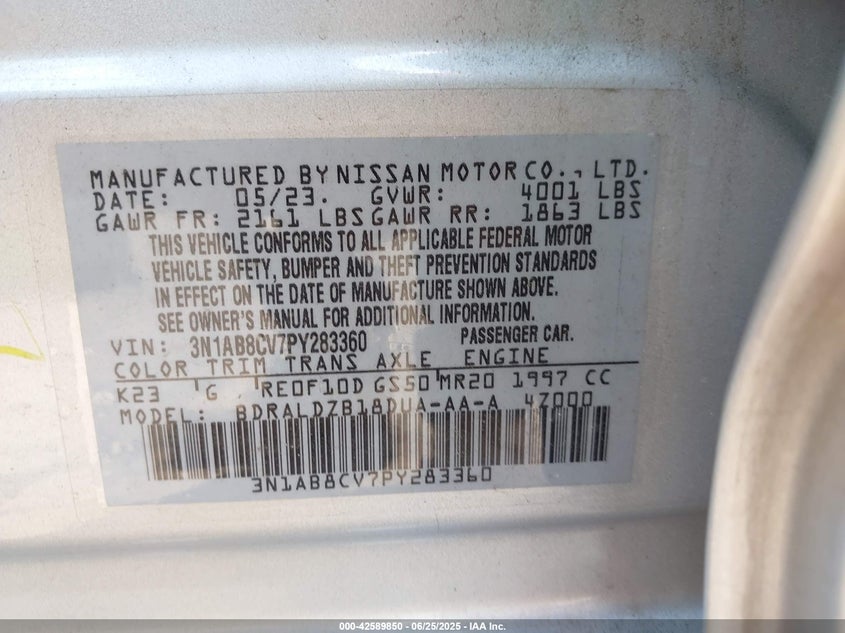 MANUFACTURED BY NISSAN MOTOR CO., LTD.
DATE: 05/23. GVWR: 4001 LBS
GAWR FR: 2161 LBS GAWR RR: 1863 LBS
THIS VEHICLE CONFORMS TO ALL APPLICABLE FEDERAL MOTOR
VEHICLE SAFETY, BUMPER AND THEFT PREVENTION STANDARDS
IN EFFECT ON THE DATE OF MANUFACTURE SHOWN ABOVE.
SEE OWNER'S MANUAL FOR ADDITIONAL INFORMATION.
VIN: 3N1AB8CV7PY283360 PASSENGER CAR.
COLOR TRIM TRANS AXLE ENGINE
K23 G RE0F10D GS50 MR20 1997 CC
MODEL: BDRALDZB18DUA-AA-A 4Z000
3N1AB8CV7PY283360
000-42589850 - 06/25/2025 - IAA Inc.